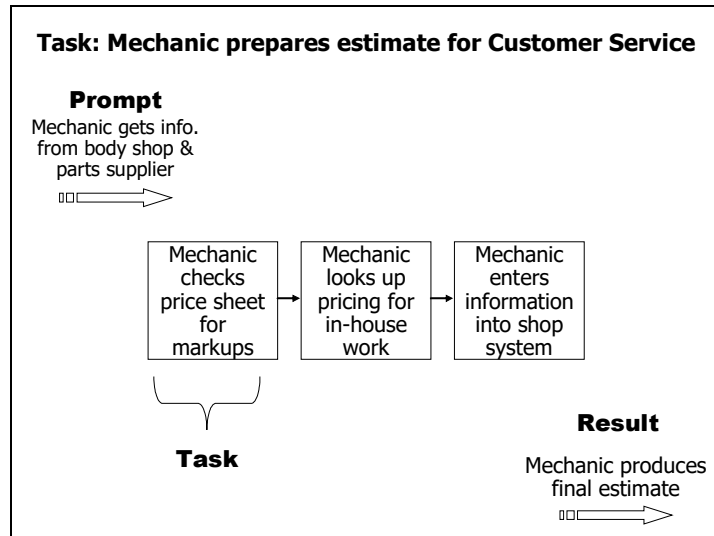 Task: Mechanic prepares estimate for Customer Service
Prompt
Mechanic gets info.
from body shop &
parts supplier
Mechanic
checks
price sheet
for
markups
Mechanic
looks up
pricing for
in-house
work
Mechanic
enters
information
into shop
system
Task
Result
Mechanic produces
final estimate